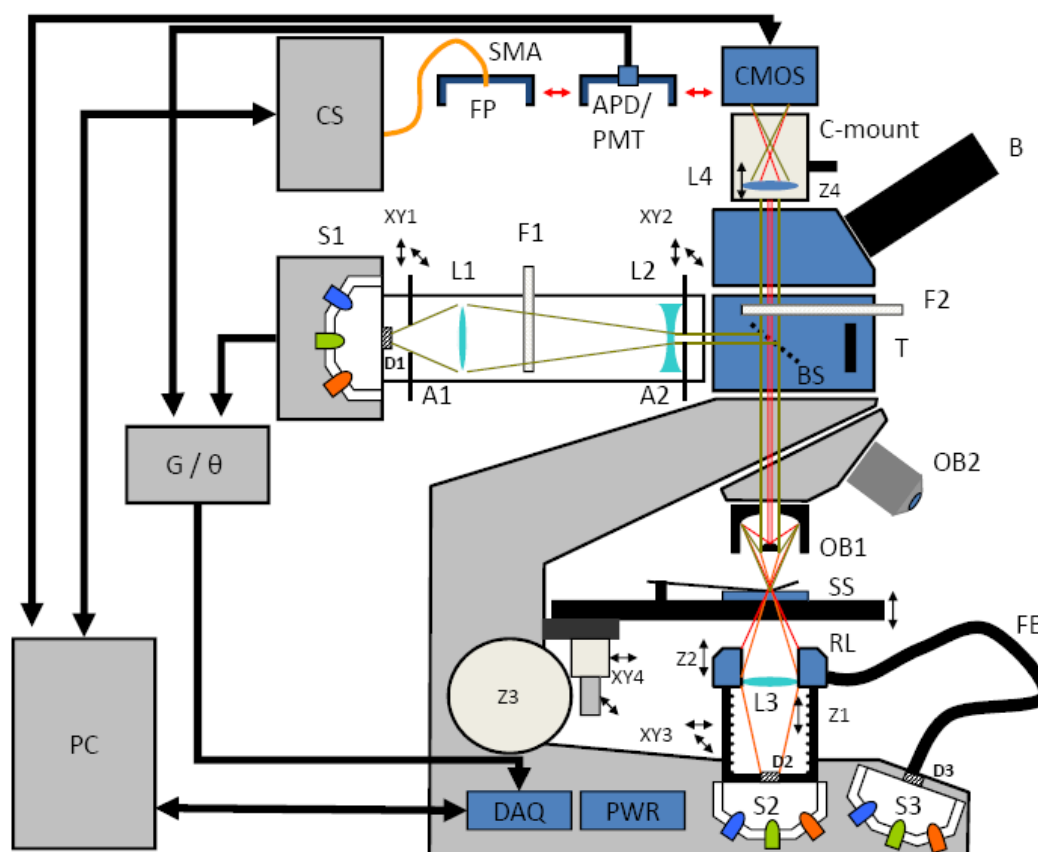 SMA
CMOS
CS
FP
APD/
PMT
C-mount
B
L4
Z4
S1
XY1
F1
XY2
L1
L2
F2
D1
T
BS
A1
A2
G / θ
OB2
OB1
SS
RL
Z2
XY4
Z3
L3
Z1
XY3
PC
D2
D3
DAQ
PWR
S2
S3